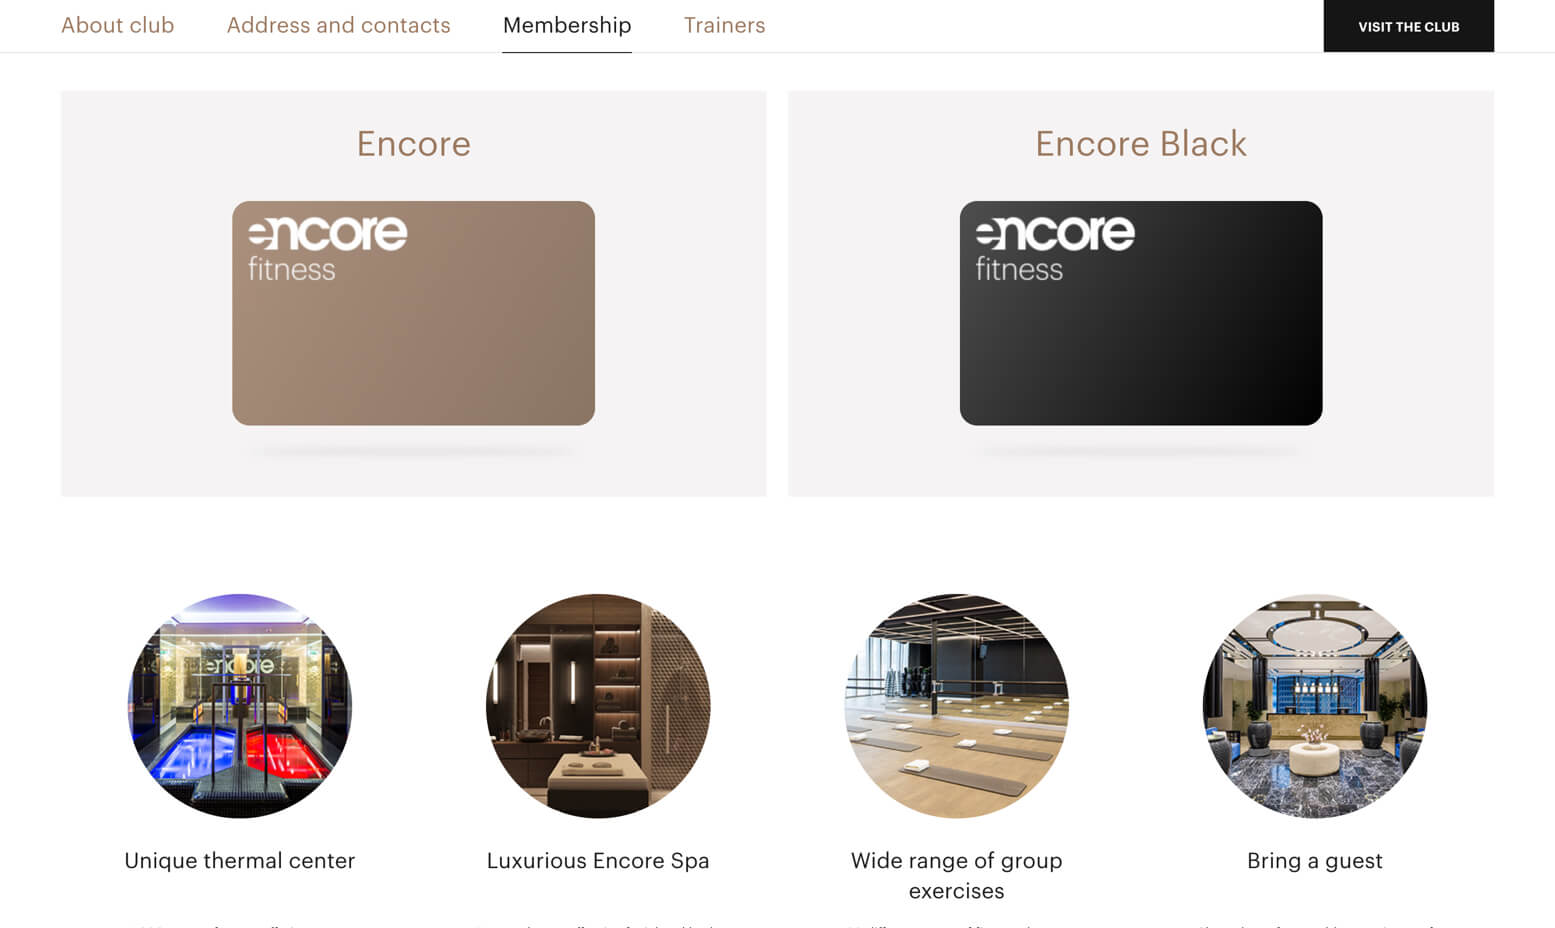 About club
Address and contacts
Membership
Trainers
VISIT THE CLUB
Encore
Encore Black
encore
fitness
encore
fitness
encore
Unique thermal center
Luxurious Encore Spa
Wide range of group
exercises
Bring a guest